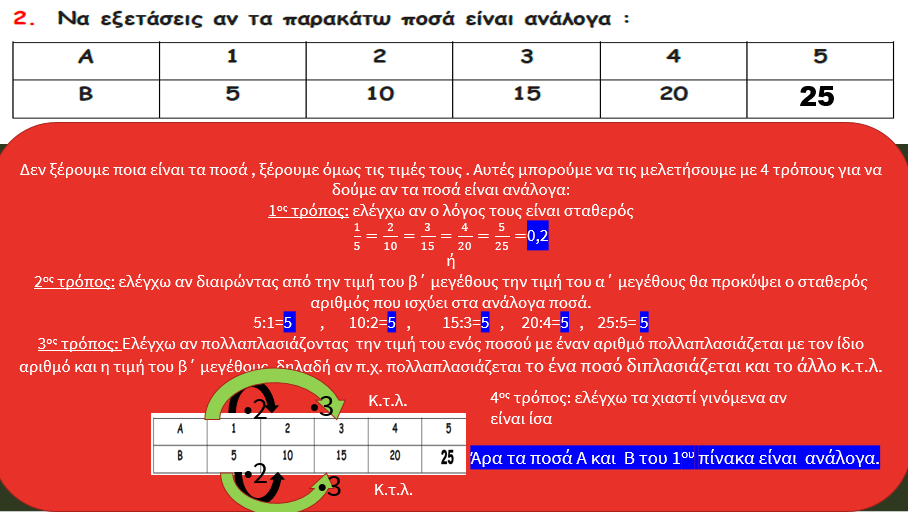 2. Να εξετάσεις αν τα παρακάτω ποσά είναι ανάλογα :
Α 1 2 3 4 5
Β 5 10 15 20 25
Δεν ξέρουμε ποια είναι τα ποσά , ξέρουμε όμως τις τιμές τους . Αυτές μπορούμε να τις μελετήσουμε με 4 τρόπους για να
δούμε αν τα ποσά είναι ανάλογα:
1ος τρόπος: ελέγχω αν ο λόγος τους είναι σταθερός
1/5 = 2/10 = 3/15 = 4/20 = 5/25 =0,2
ή
2ος τρόπος: ελέγχω αν διαιρώντας από την τιμή του β΄ μεγέθους την τιμή του α΄ μεγέθους θα προκύψει ο σταθερός
αριθμός που ισχύει στα ανάλογα ποσά.
5:1=5 , 10:2=5 , 15:3=5 , 20:4=5 , 25:5= 5
3ος τρόπος: Ελέγχω αν πολλαπλασιάζοντας την τιμή του ενός ποσού με έναν αριθμό πολλαπλασιάζεται με τον ίδιο
αριθμό και η τιμή του β΄ μεγέθους, δηλαδή αν π.χ. πολλαπλασιάζεται το ένα ποσό διπλασιάζεται και το άλλο κ.τ.λ.
•2 •3 Κ.τ.λ.
4ος τρόπος: ελέγχω τα χιαστί γινόμενα αν
είναι ίσα
Α 1 2 3 4 5
Β 5 10 15 20 25
Άρα τα ποσά Α και Β του 1ου πίνακα είναι ανάλογα.
•2 •3 Κ.τ.λ.